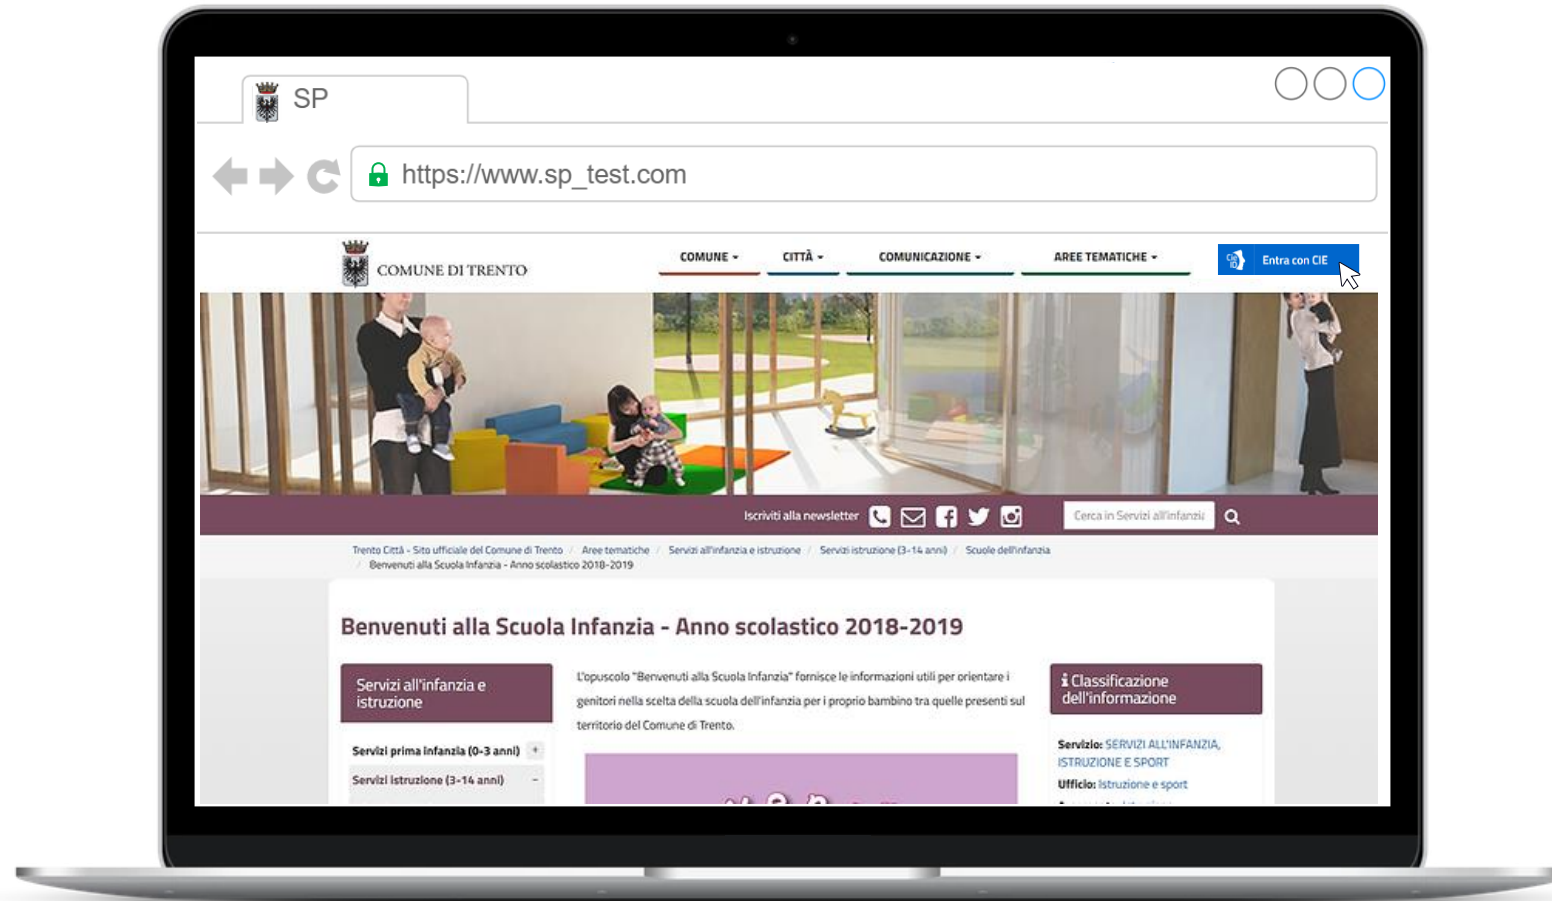 SP
https://www.sp_test.com
COMUNE DI TRENTO
COMUNE
CITTÀ
COMUNICAZIONE
AREE TEMATICHE
Entra con CIE
Iscriviti alla newsletter
Cerca in Servizi all'infanzia
Trento Città - Sito ufficiale del Comune di Trento / Aree tematiche / Servizi all'infanzia e istruzione / Servizi istruzione (3-14 anni) / Scuole dell'infanzia
/ Benvenuti alla Scuola Infanzia - Anno scolastico 2018-2019
Benvenuti alla Scuola Infanzia - Anno scolastico 2018-2019
Servizi all'infanzia e
istruzione
Servizi prima infanzia (0-3 anni) +
Servizi istruzione (3-14 anni) -
L'opuscolo "Benvenuti alla Scuola Infanzia" fornisce le informazioni utili per orientare i
genitori nella scelta della scuola dell'infanzia per i proprio bambino tra quelle presenti sul
territorio del Comune di Trento.
Classificazione
dell'informazione
Servizio: SERVIZI ALL'INFANZIA,
ISTRUZIONE E SPORT
Ufficio: Istruzione e sport